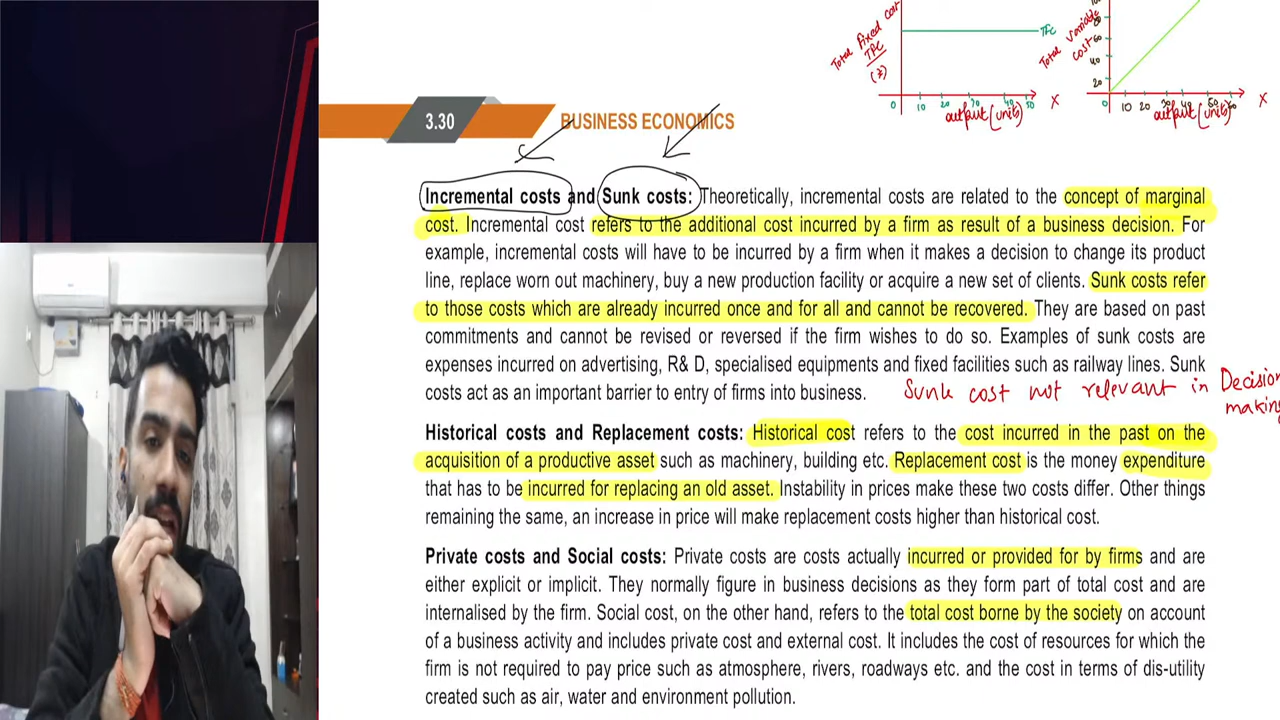 Total Fixed cost
TFC
(₹)
TFC
0 10 20 30 40 50 X
output (units)
Total variable cost
80
60
40
20
0 10 20 30 40 50 60 X
output (units)
3.30 BUSINESS ECONOMICS
Incremental costs and Sunk costs: Theoretically, incremental costs are related to the concept of marginal
cost. Incremental cost refers to the additional cost incurred by a firm as result of a business decision. For
example, incremental costs will have to be incurred by a firm when it makes a decision to change its product
line, replace worn out machinery, buy a new production facility or acquire a new set of clients. Sunk costs refer
to those costs which are already incurred once and for all and cannot be recovered. They are based on past
commitments and cannot be revised or reversed if the firm wishes to do so. Examples of sunk costs are
expenses incurred on advertising, R& D, specialised equipments and fixed facilities such as railway lines. Sunk
costs act as an important barrier to entry of firms into business.
Sunk cost not relevant in Decision
making
Historical costs and Replacement costs: Historical cost refers to the cost incurred in the past on the
acquisition of a productive asset such as machinery, building etc. Replacement cost is the money expenditure
that has to be incurred for replacing an old asset. Instability in prices make these two costs differ. Other things
remaining the same, an increase in price will make replacement costs higher than historical cost.
Private costs and Social costs: Private costs are costs actually incurred or provided for by firms and are
either explicit or implicit. They normally figure in business decisions as they form part of total cost and are
internalised by the firm. Social cost, on the other hand, refers to the total cost borne by the society on account
of a business activity and includes private cost and external cost. It includes the cost of resources for which the
firm is not required to pay price such as atmosphere, rivers, roadways etc. and the cost in terms of dis-utility
created such as air, water and environment pollution.